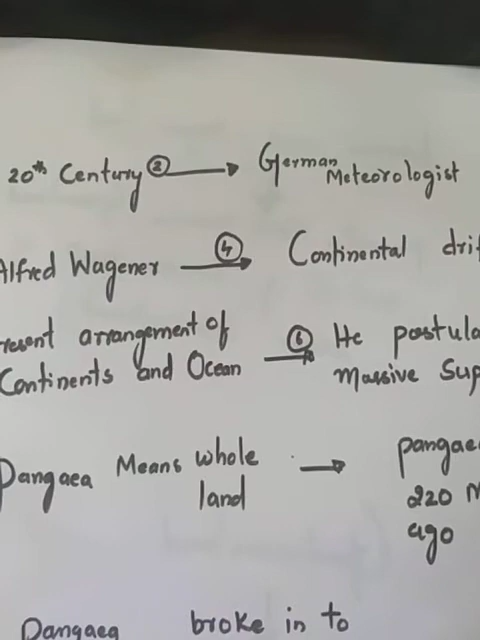 20th Century ② → German Meteorologist
Alfred Wagener ④ → Continental drif
resent arrangement of
Continents and Ocean ⑥ → He postula
Massive Sup
Pangaea Means whole land → pangae
220 M
ago
Pangaea broke in to